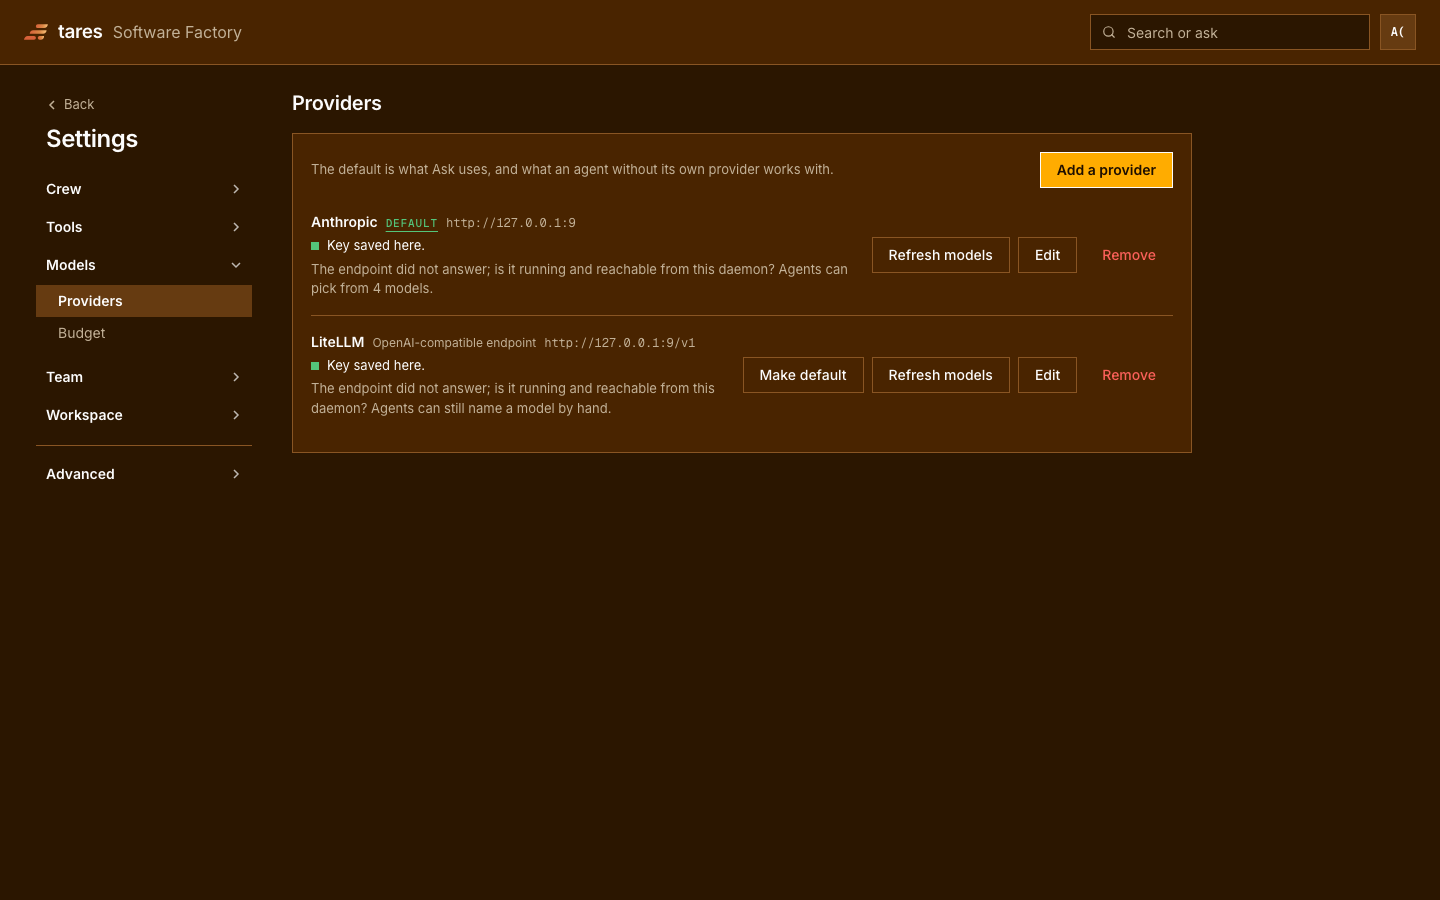 tares Software Factory
Search or ask
A(
Back
Settings
Crew
Tools
Models
Providers
Budget
Team
Workspace
Advanced
Providers
The default is what Ask uses, and what an agent without its own provider works with.
Add a provider
Anthropic DEFAULT http://127.0.0.1:9
Key saved here.
The endpoint did not answer; is it running and reachable from this daemon? Agents can
pick from 4 models.
Refresh models Edit Remove
LiteLLM OpenAI-compatible endpoint http://127.0.0.1:9/v1
Key saved here.
The endpoint did not answer; is it running and reachable from this
daemon? Agents can still name a model by hand.
Make default Refresh models Edit Remove